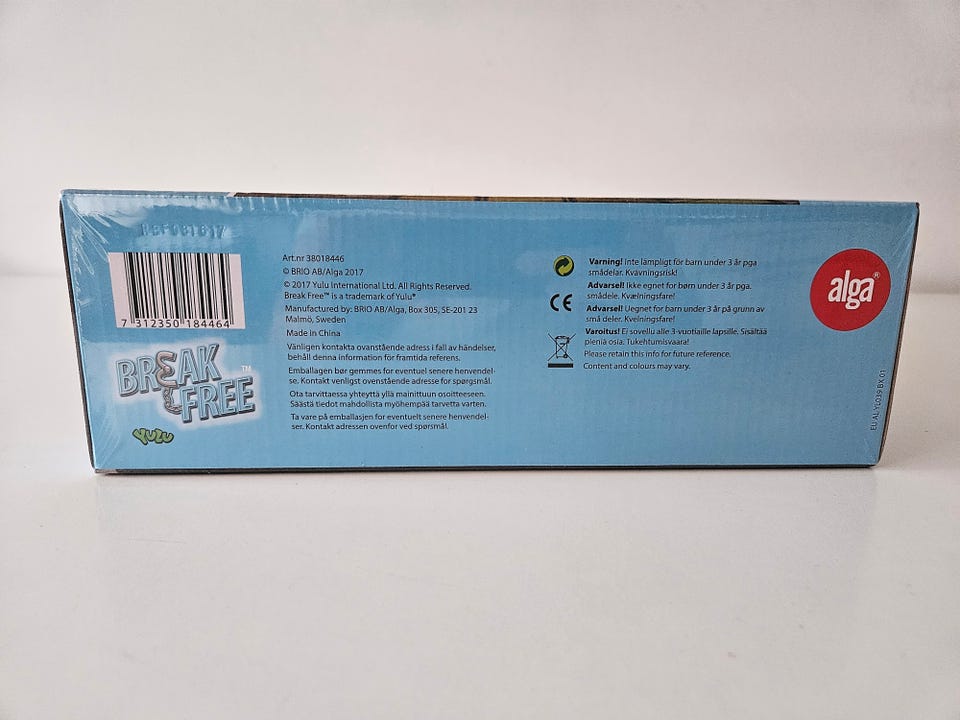 7 312350 184464
BREAK
FREE™
YULU
Art.nr 38018446
© BRIO AB/Alga 2017
© 2017 Yulu International Ltd. All Rights Reserved.
Break Free™ is a trademark of Yulu®
Manufactured by: BRIO AB/Alga, Box 305, SE-201 23
Malmö, Sweden
Made in China
Vänligen kontakta ovanstående adress i fall av händelser,
behåll denna information för framtida referens.
Emballagen bør gemmes for eventuel senere henvendel-
se. Kontakt venligst ovenstående adresse for spørgsmål.
Ota tarvittaessa yhteyttä yllä mainittuun osoitteeseen.
Säästä tiedot mahdollista myöhempää tarvetta varten.
Ta vare på emballasjen for eventuelt senere henvendel-
ser. Kontakt adressen ovenfor ved spørsmål.
Varning! Inte lämpligt för barn under 3 år pga
smådelar. Kvävningsrisk!
Advarsel! Ikke egnet for børn under 3 år pga.
smådele. Kvælningsfare!
Advarsel! Uegnet for barn under 3 år på grunn av
små deler. Kvelningsfare!
Varoitus! Ei sovellu alle 3-vuotiaille lapsille. Sisältää
pieniä osia. Tukehtumisvaara!
Please retain this info for future reference.
Content and colours may vary.
CE
alga®
EU AL-YL039 BX 01